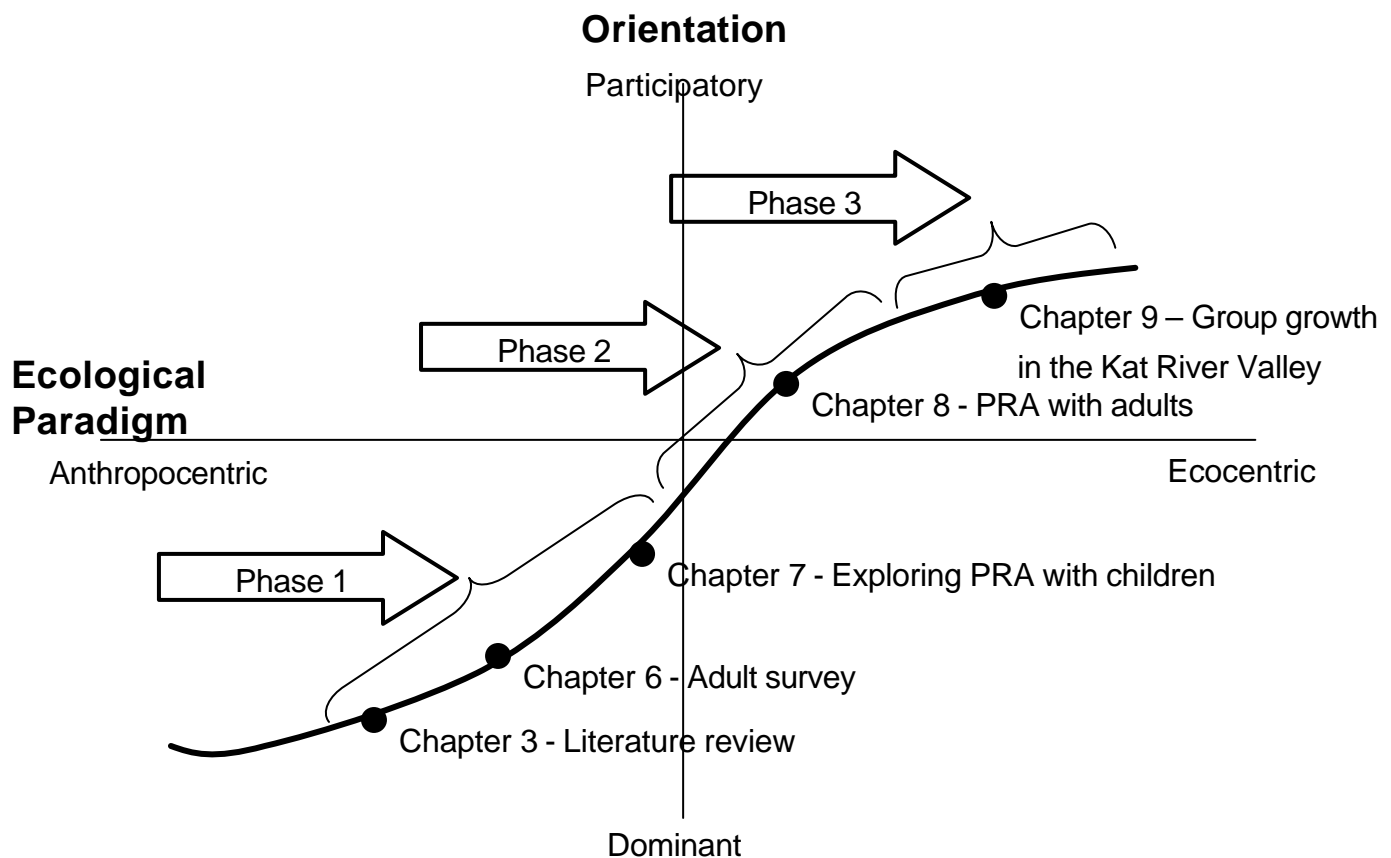 Orientation
Participatory
Phase 3
Chapter 9 – Group growth
in the Kat River Valley
Phase 2
Ecological
Paradigm
Chapter 8 - PRA with adults
Anthropocentric
Ecocentric
Phase 1
Chapter 7 - Exploring PRA with children
Chapter 6 - Adult survey
Chapter 3 - Literature review
Dominant